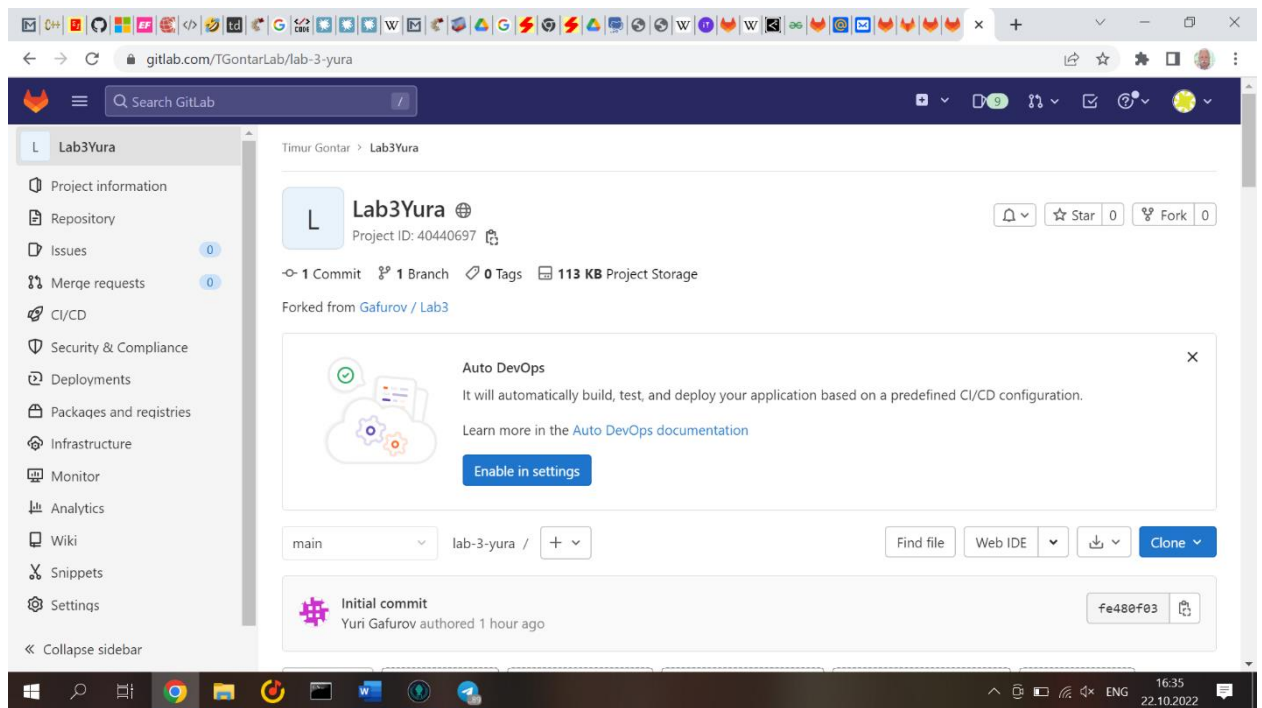 gitlab.com/TGontarLab/lab-3-yura
Search GitLab
/
9
L Lab3Yura
Project information
Repository
Issues 0
Merge requests 0
CI/CD
Security & Compliance
Deployments
Packages and registries
Infrastructure
Monitor
Analytics
Wiki
Snippets
Settings
Collapse sidebar
Timur Gontar > Lab3Yura
L
Lab3Yura
Project ID: 40440697
Star 0
Fork 0
1 Commit 1 Branch 0 Tags 113 KB Project Storage
Forked from Gafurov / Lab3
Auto DevOps
It will automatically build, test, and deploy your application based on a predefined CI/CD configuration.
Learn more in the Auto DevOps documentation
Enable in settings
main
lab-3-yura /
Find file
Web IDE
Clone
Initial commit
Yuri Gafurov authored 1 hour ago
fe480f03
ENG
16:35
22.10.2022